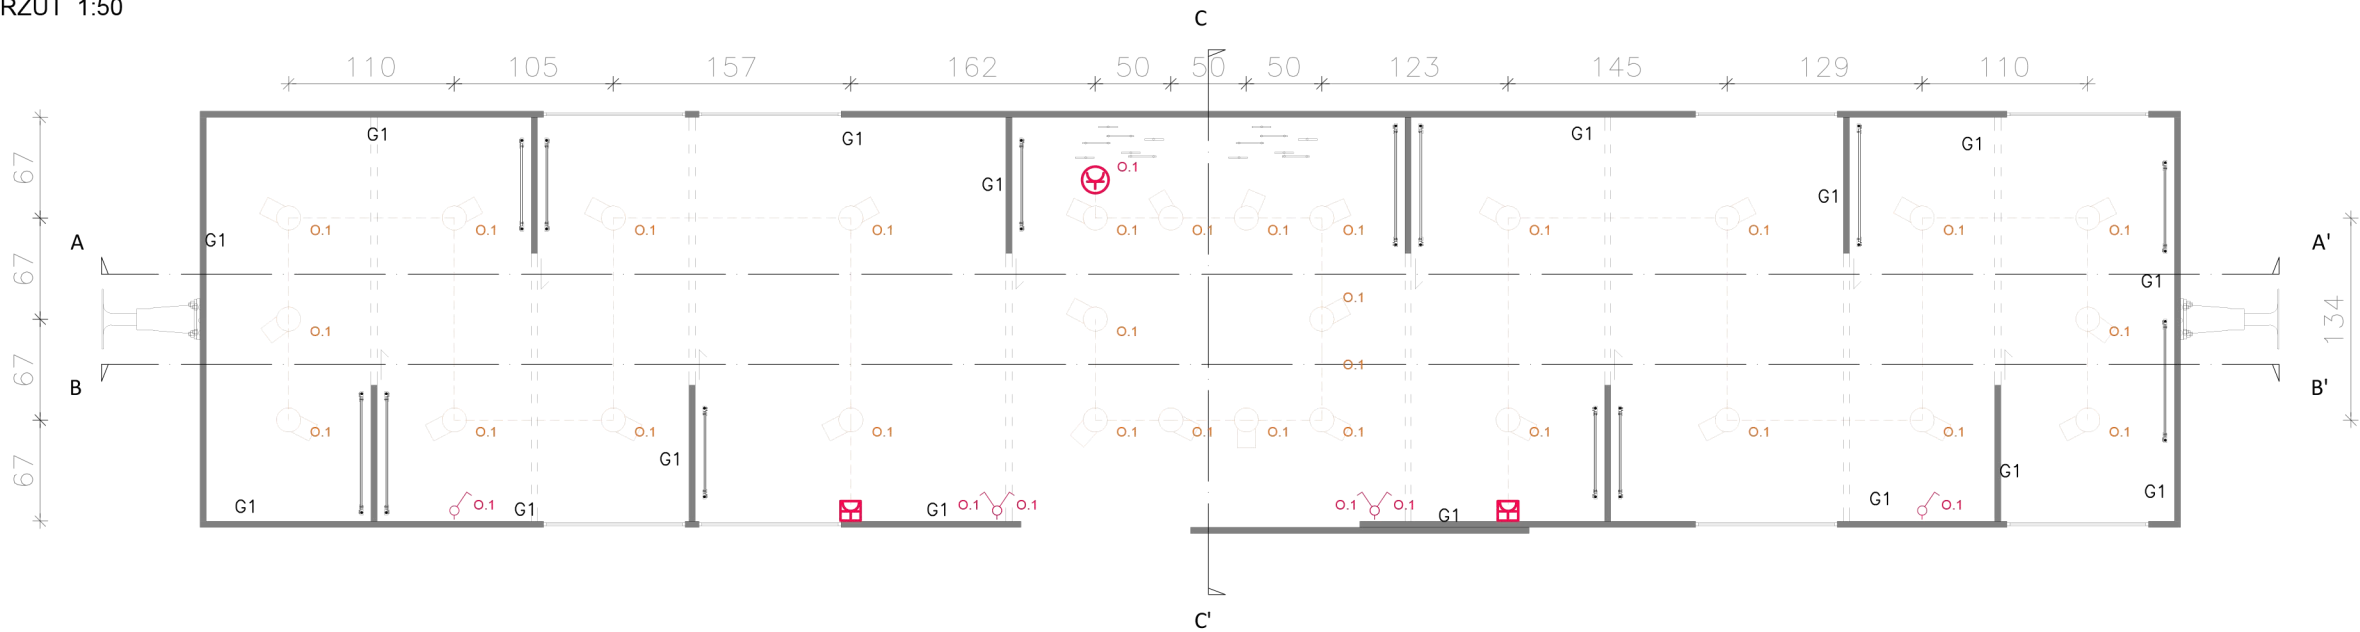 RZUT 1:50
C
110 105 157 162 50 50 50 123 145 129 110
G1 G1 G1 G1
O.1
67 G1 G1
O.1 O.1 O.1 O.1 O.1 O.1 O.1 O.1 O.1 O.1 O.1 O.1
A G1 A'
67 G1
O.1
O.1 O.1 O.1 134
67 O.1
B B'
O.1 O.1 O.1 O.1 O.1 O.1 O.1 O.1 O.1 O.1 O.1 O.1
67 G1 G1
G1 G1 O.1 G1 G1 O.1 O.1 O.1 O.1 G1 G1 O.1 G1
C'